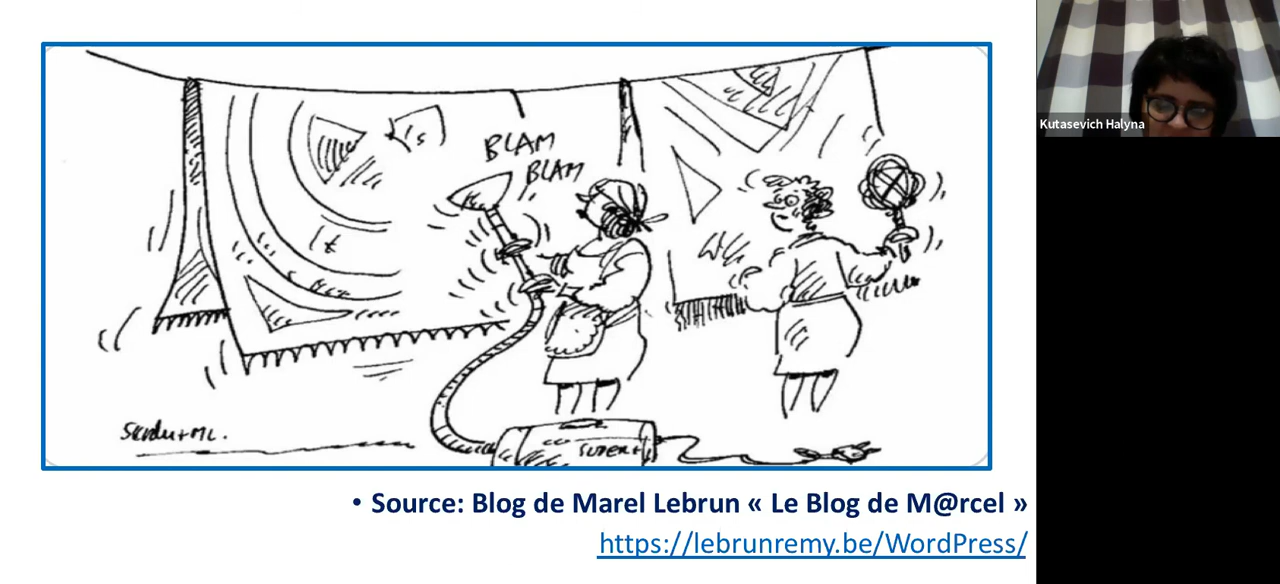 BLAM
BLAM
SUPER+
• Source: Blog de Marel Lebrun « Le Blog de M@rcel »
https://lebrunremy.be/WordPress/
Kutasevich Halyna